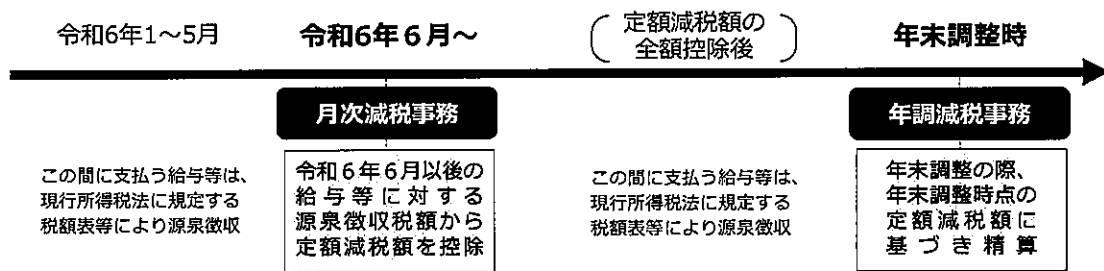 令和6年1～5月
令和6年6月～
定額減税額の
全額控除後
年末調整時
月次減税事務
年調減税事務
この間に支払う給与等は、
現行所得税法に規定する
税額表等により源泉徴収
令和6年6月以後の
給与等に対する
源泉徴収税額から
定額減税額を控除
この間に支払う給与等は、
現行所得税法に規定する
税額表等により源泉徴収
年末調整の際、
年末調整時点の
定額減税額に
基づき精算